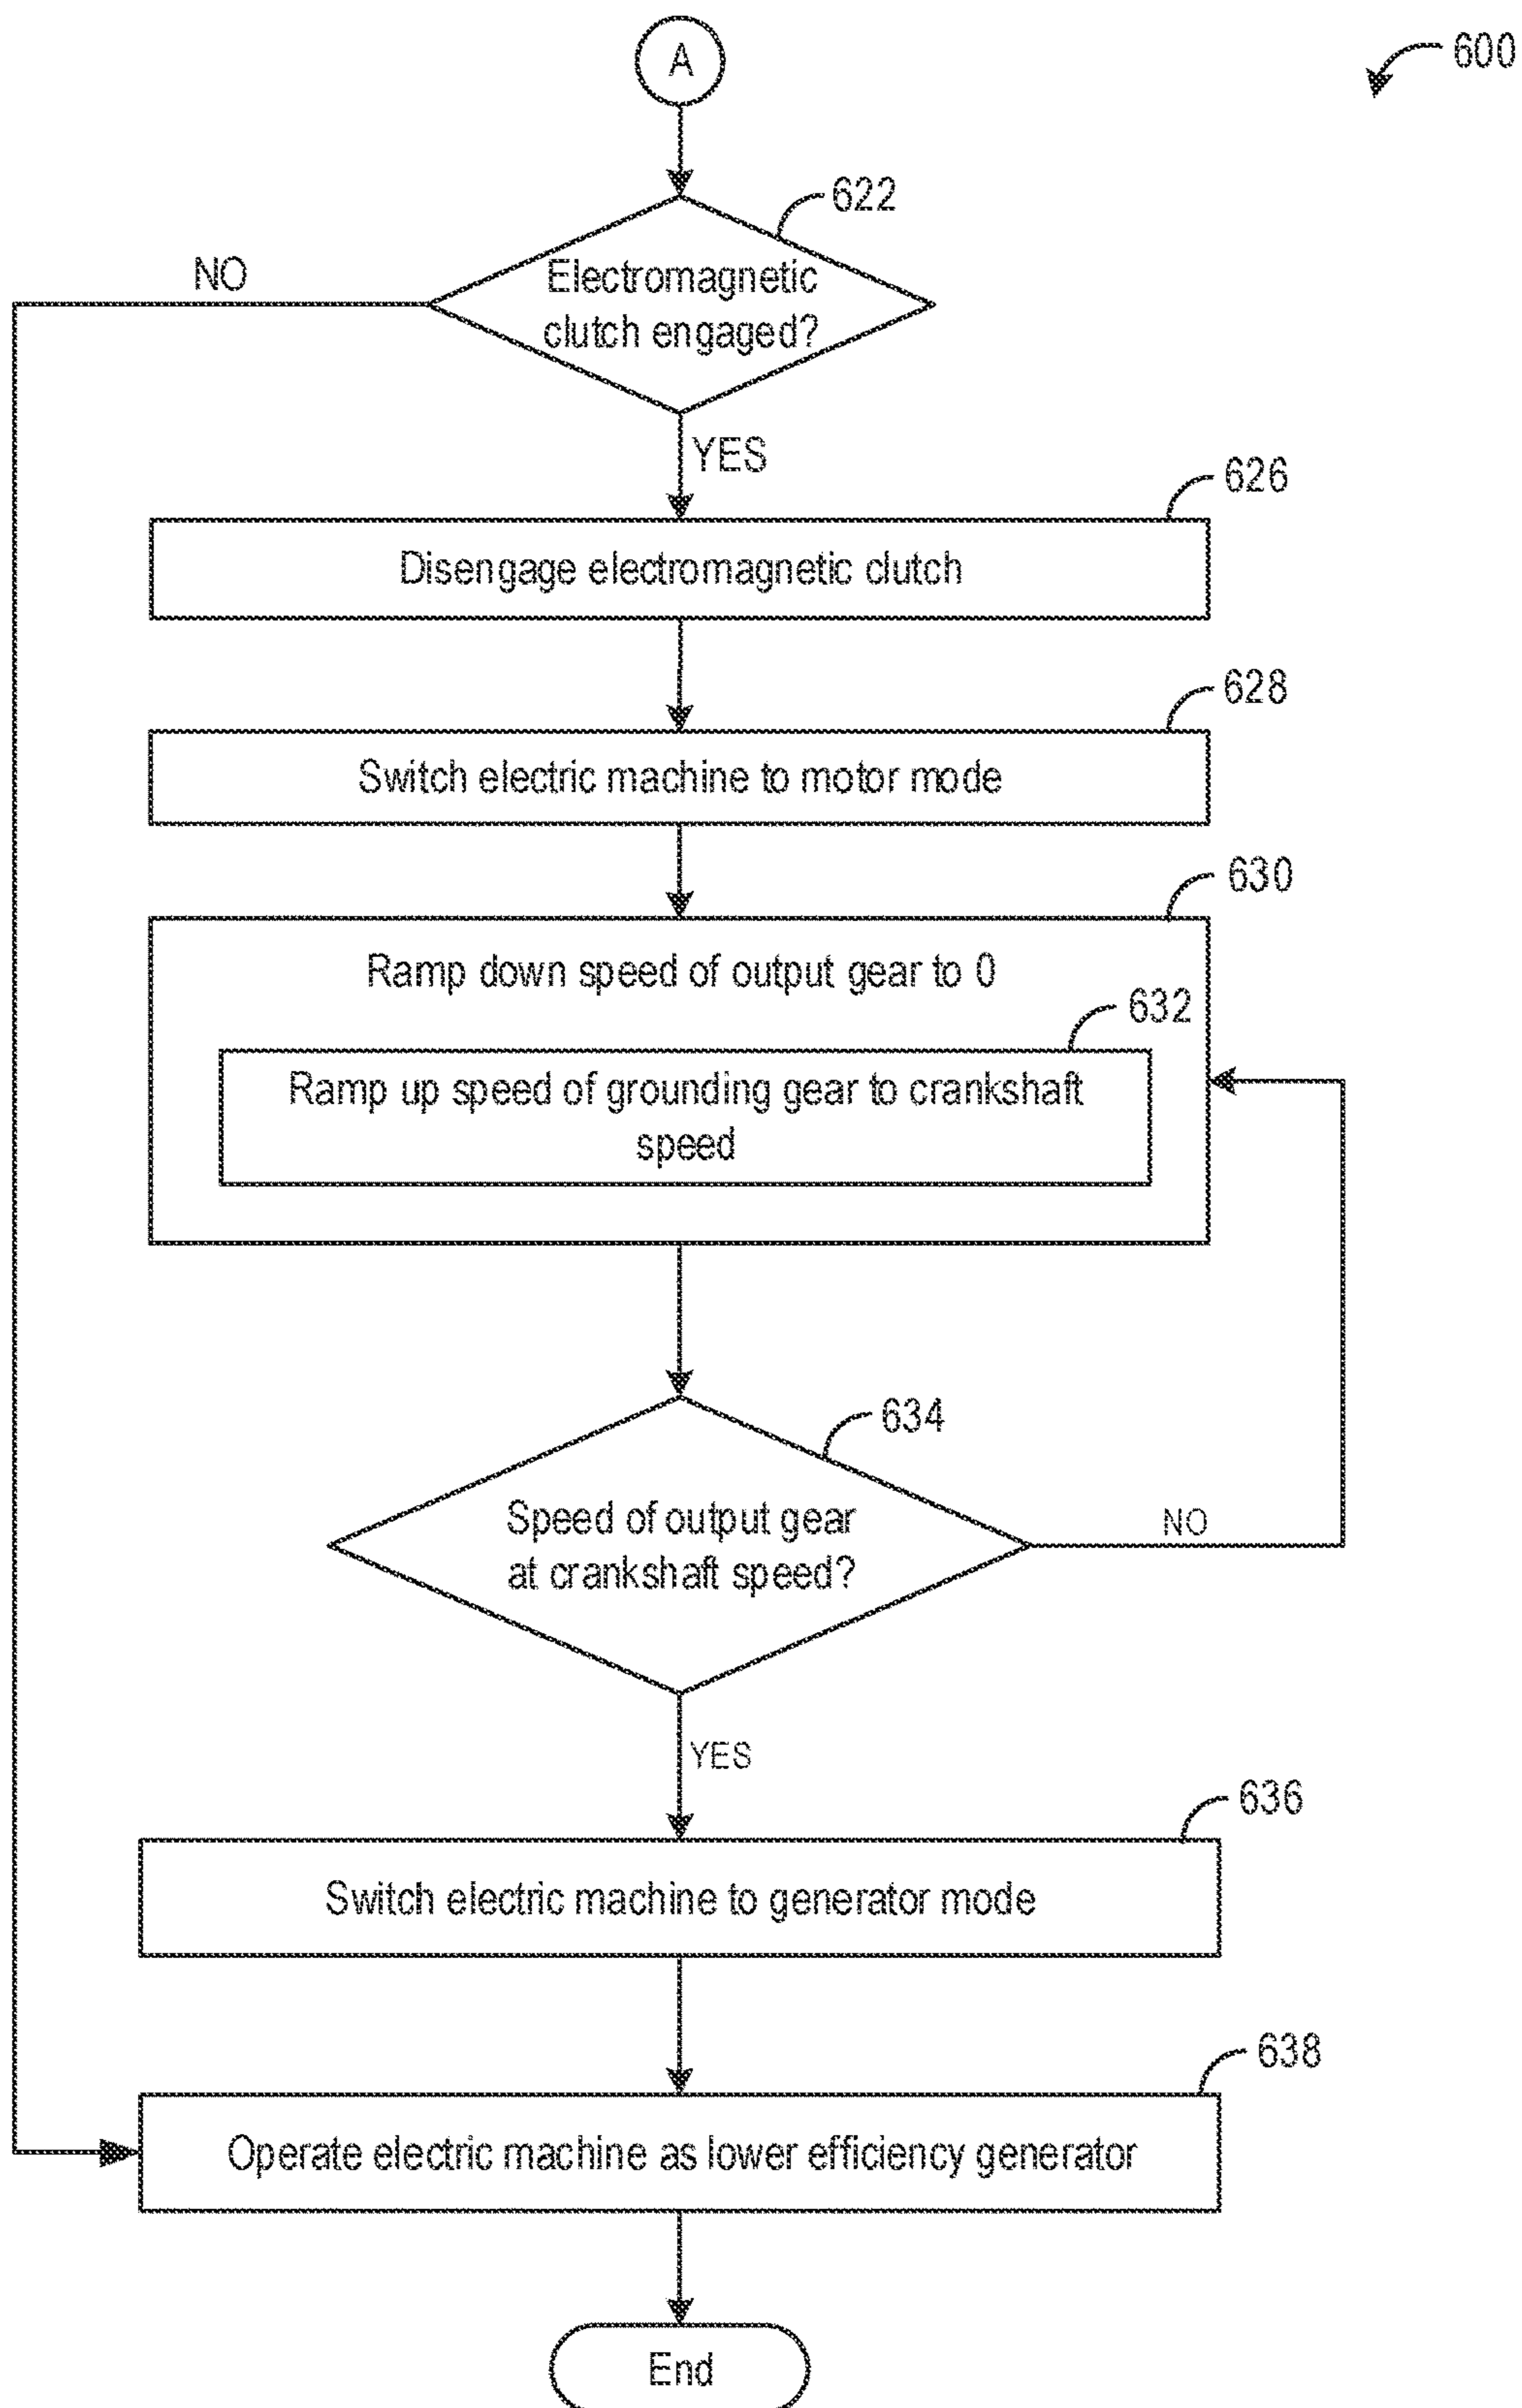 A
600
622
NO
Electromagnetic
clutch engaged?
YES
626
Disengage electromagnetic clutch
628
Switch electric machine to motor mode
630
Ramp down speed of output gear to 0
632
Ramp up speed of grounding gear to crankshaft
speed
634
Speed of output gear
at crankshaft speed?
NO
YES
636
Switch electric machine to generator mode
638
Operate electric machine as lower efficiency generator
End